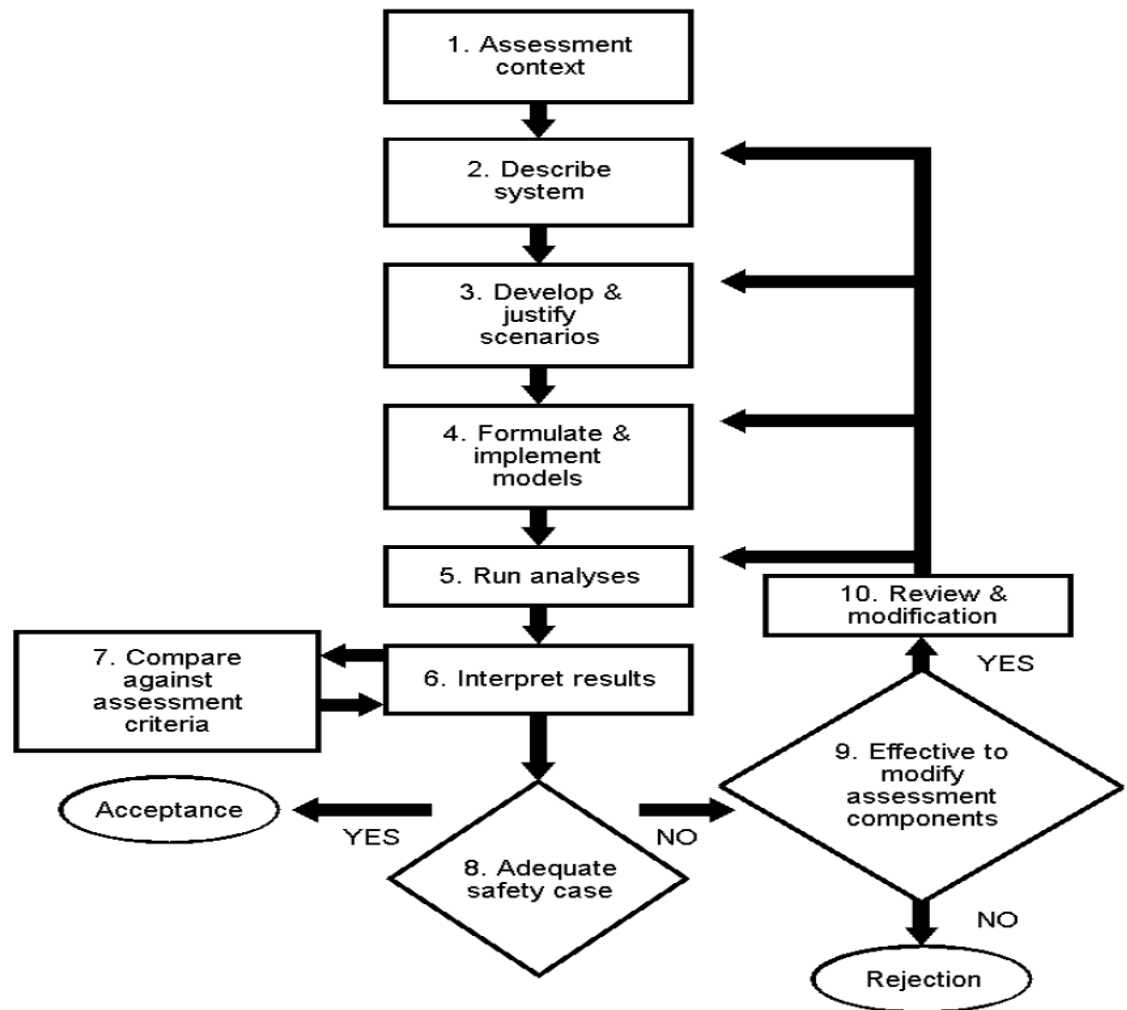 1. Assessment
context
2. Describe
system
3. Develop &
justify
scenarios
4. Formulate &
implement
models
5. Run analyses
10. Review &
modification
7. Compare
against
assessment
criteria
6. Interpret results
YES
9. Effective to
modify
assessment
components
Acceptance
YES
NO
8. Adequate
safety case
NO
Rejection